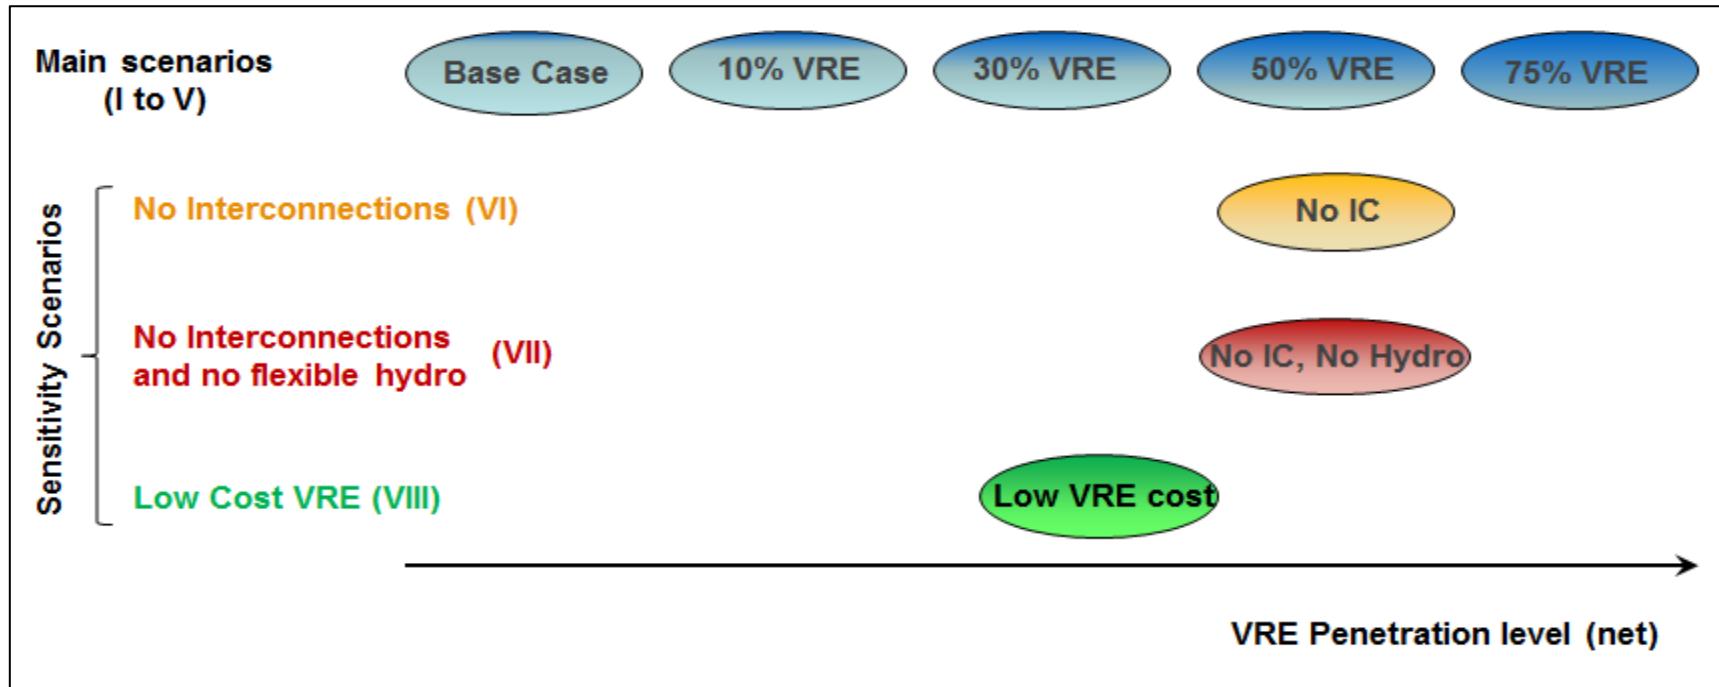 Main scenarios
(I to V)
Base Case
10% VRE
30% VRE
50% VRE
75% VRE
Sensitivity Scenarios
No Interconnections (VI)
No IC
No Interconnections
and no flexible hydro
(VII)
No IC, No Hydro
Low Cost VRE (VIII)
Low VRE cost
VRE Penetration level (net)